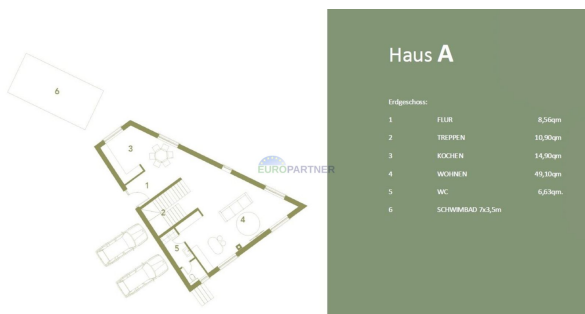 Haus A
Erdgeschoss:
1 FLUR 8,56qm
2 TREPPEN 10,90qm
3 KOCHEN 14,90qm
4 WOHNEN 49,10qm
5 WC 6,63qm.
6 SCHWIMBAD 7x3,5m
6
3
1
2
4
5
EUROPARTNER